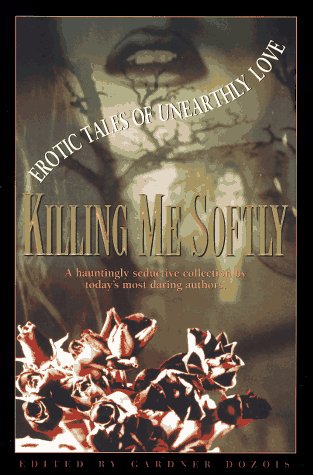 EROTIC TALES OF UNEARTHLY LOVE
KILLING ME SOFTLY
A hauntingly seductive collection by
today's most daring authors.
EDITED BY GARDNER DOZOIS